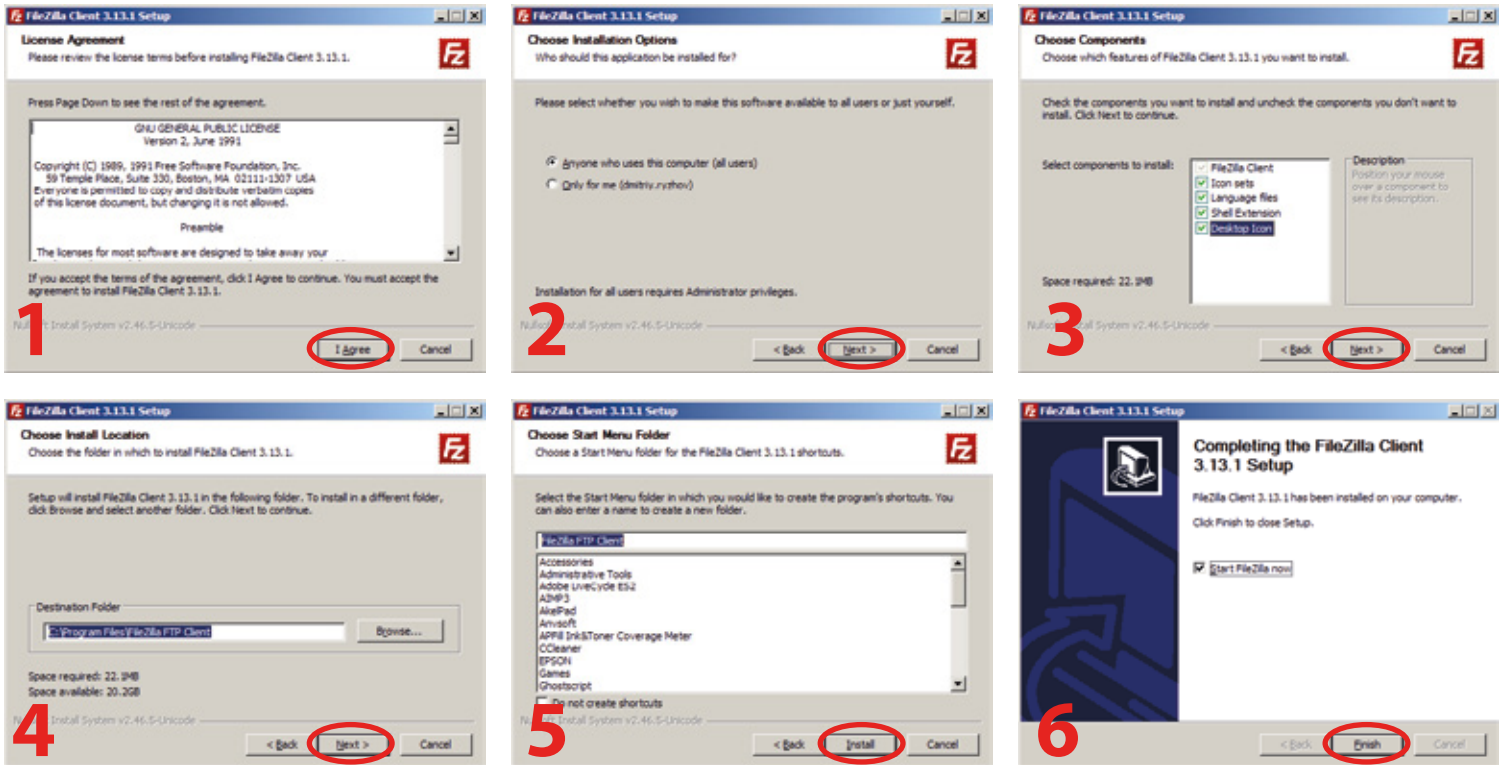 FileZilla Client 3.13.1 Setup
License Agreement
Please review the license terms before installing FileZilla Client 3.13.1.
Fz
Press Page Down to see the rest of the agreement.
GNU GENERAL PUBLIC LICENSE
Version 2, June 1991
Copyright (C) 1989, 1991 Free Software Foundation, Inc.
59 Temple Place, Suite 330, Boston, MA 02111-1307 USA
Everyone is permitted to copy and distribute verbatim copies
of this license document, but changing it is not allowed.
Preamble
The licenses for most software are designed to take away your
If you accept the terms of the agreement, click I Agree to continue. You must accept the
agreement to install FileZilla Client 3.13.1.
Install System v2.46.5-Unicode
1
I Agree
Cancel
FileZilla Client 3.13.1 Setup
Choose Installation Options
Who should this application be installed for?
Fz
Please select whether you wish to make this software available to all users or just yourself.
Anyone who uses this computer (all users)
Only for me (dmitriy.ryzhov)
Installation for all users requires Administrator privileges.
Install System v2.46.5-Unicode
2
< Back
Next >
Cancel
FileZilla Client 3.13.1 Setup
Choose Components
Choose which features of FileZilla Client 3.13.1 you want to install.
Fz
Check the components you want to install and uncheck the components you don't want to
install. Click Next to continue.
Select components to install:
FileZilla Client
Icon sets
Language files
Shell Extension
Desktop Icon
Description
Position your mouse
over a component to
see its description.
Space required: 22.1MB
Install System v2.46.5-Unicode
3
< Back
Next >
Cancel
FileZilla Client 3.13.1 Setup
Choose Install Location
Choose the folder in which to install FileZilla Client 3.13.1.
Fz
Setup will install FileZilla Client 3.13.1 in the following folder. To install in a different folder,
click Browse and select another folder. Click Next to continue.
Destination Folder
C:\Program Files\FileZilla FTP Client
Browse...
Space required: 22.1MB
Space available: 20.2GB
Install System v2.46.5-Unicode
4
< Back
Next >
Cancel
FileZilla Client 3.13.1 Setup
Choose Start Menu Folder
Choose a Start Menu folder for the FileZilla Client 3.13.1 shortcuts.
Fz
Select the Start Menu folder in which you would like to create the program's shortcuts. You
can also enter a name to create a new folder.
FileZilla FTP Client
Accessories
Administrative Tools
Adobe LiveCycle ES2
AIMP3
AkelPad
Anvsoft
APFill Ink&Toner Coverage Meter
CCleaner
EPSON
Games
Ghostscript
Do not create shortcuts
Install System v2.46.5-Unicode
5
< Back
Install
Cancel
FileZilla Client 3.13.1 Setup
Completing the FileZilla Client
3.13.1 Setup
FileZilla Client 3.13.1 has been installed on your computer.
Click Finish to close Setup.
Start FileZilla now
6
< Back
Finish
Cancel